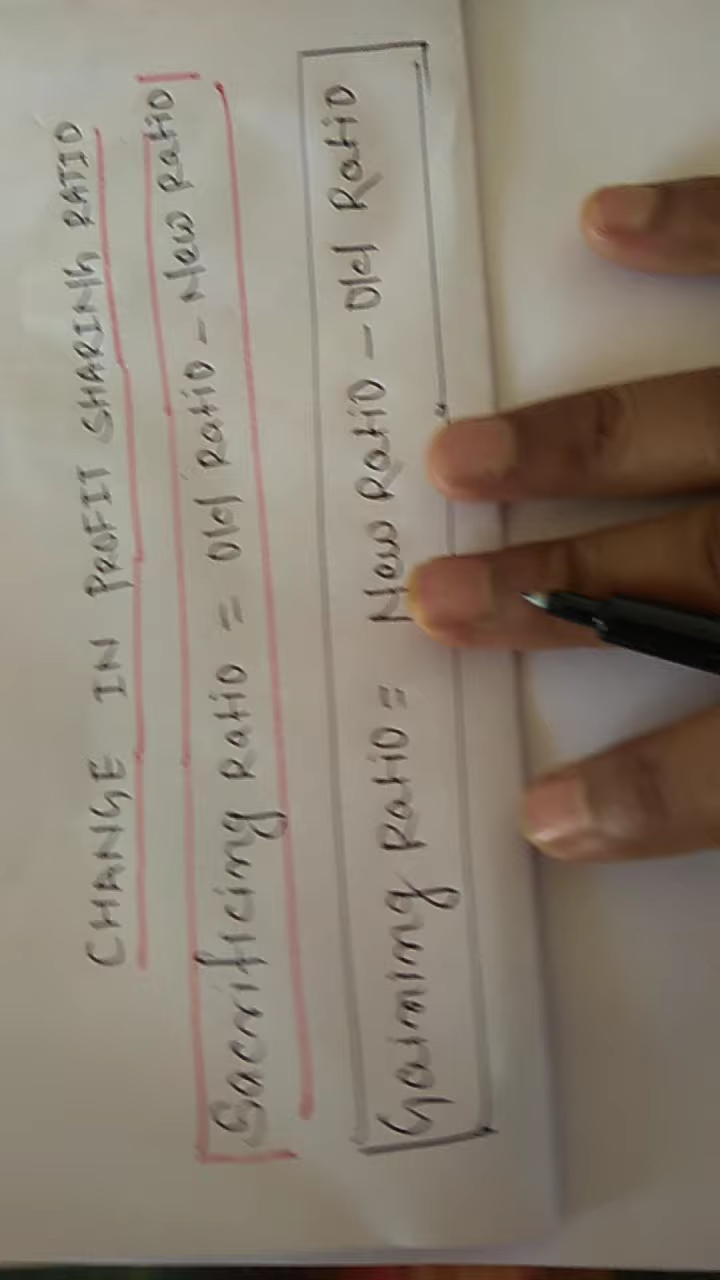 CHANGE IN PROFIT SHARING RATIO
Sacrificing Ratio = Old Ratio - New Ratio
Gaining Ratio = New Ratio - Old Ratio